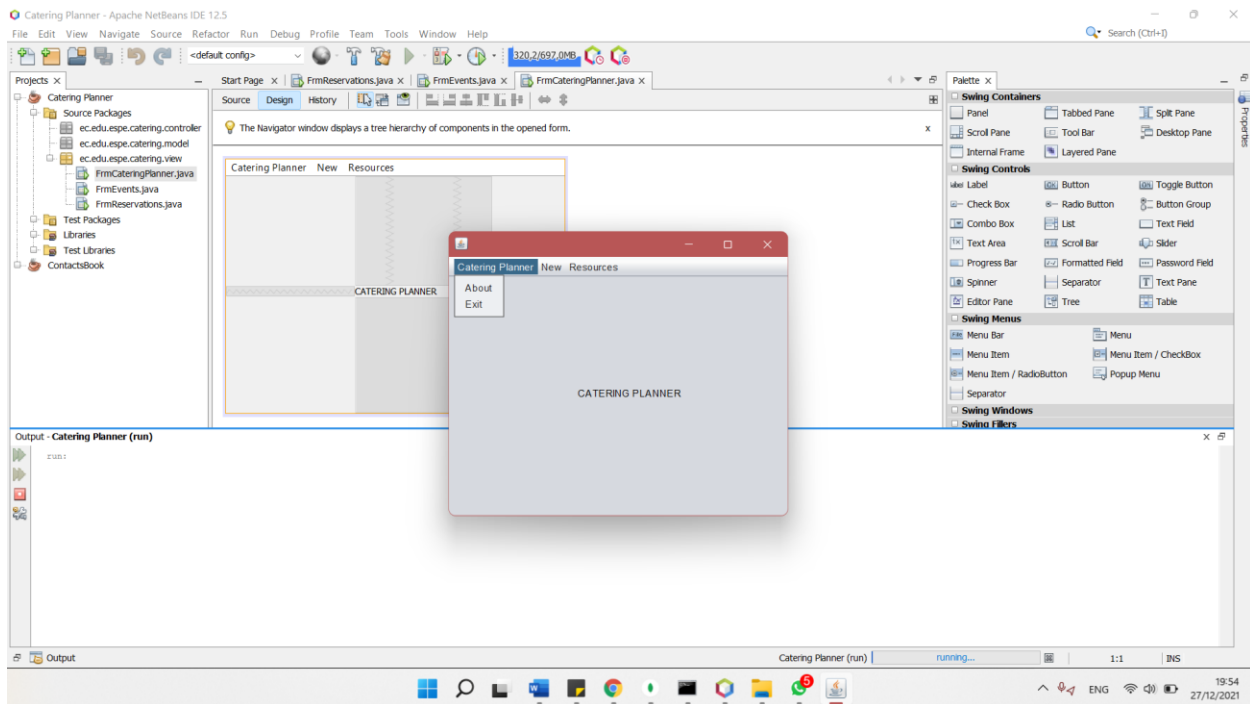 Catering Planner - Apache NetBeans IDE 12.5
File Edit View Navigate Source Refactor Run Debug Profile Team Tools Window Help
Search (Ctrl+I)
<default config>
320,2/697,0MB
Projects
Start Page
FrmReservations.java
FrmEvents.java
FrmCateringPlanner.java
Palette
Source Design History
The Navigator window displays a tree hierarchy of components in the opened form.
Catering Planner
Source Packages
ec.edu.espe.catering.controller
ec.edu.espe.catering.model
ec.edu.espe.catering.view
FrmCateringPlanner.java
FrmEvents.java
FrmReservations.java
Test Packages
Libraries
Test Libraries
ContactsBook
Catering Planner New Resources
CATERING PLANNER
Catering Planner New Resources
About
Exit
CATERING PLANNER
Swing Containers
Panel Tabbed Pane Split Pane
Scroll Pane Tool Bar Desktop Pane
Internal Frame Layered Pane
Swing Controls
label Label OK Button ON Toggle Button
Check Box Radio Button Button Group
Combo Box List Text Field
Text Area Scroll Bar Slider
Progress Bar Formatted Field Password Field
Spinner Separator Text Pane
Editor Pane Tree Table
Swing Menus
Menu Bar Menu
Menu Item Menu Item / CheckBox
Menu Item / RadioButton Popup Menu
Separator
Swing Windows
Swing Fillers
Properties
Output - Catering Planner (run)
run:
Output
Catering Planner (run) running... 1:1 INS
5
ENG
19:54
27/12/2021